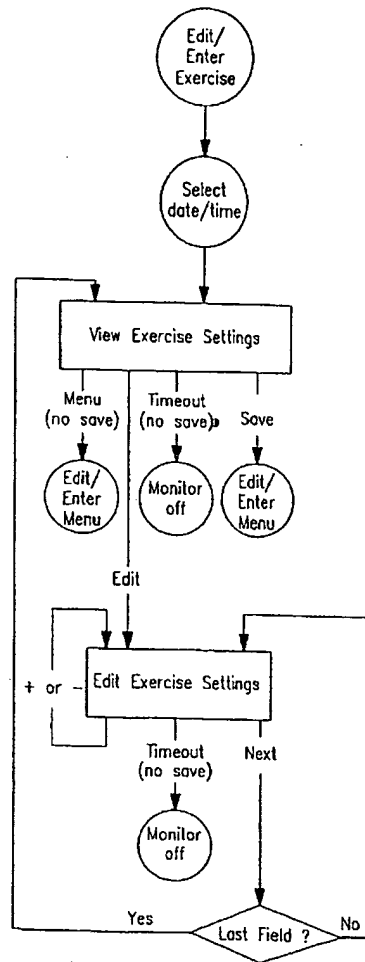 Edit/
Enter
Exercise
Select
date/time
View Exercise Settings
Menu
(no save)
Timeout
(no save)
Save
Edit/
Enter
Menu
Monitor
off
Edit/
Enter
Menu
Edit
+ or -
Edit Exercise Settings
Timeout
(no save)
Next
Monitor
off
Yes
Last Field ?
No